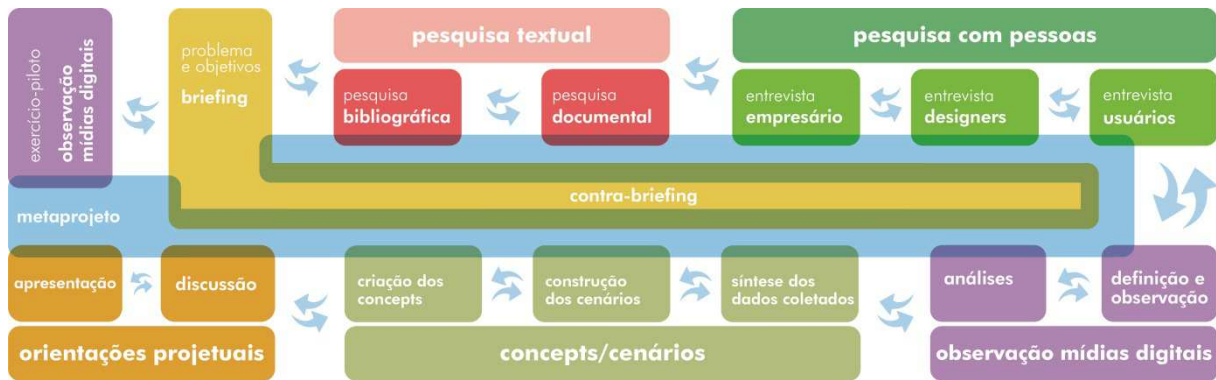 exercício-piloto
observação
mídias digitais
problema
e objetivos
briefing
pesquisa textual
pesquisa
bibliográfica
pesquisa
documental
pesquisa com pessoas
entrevista
empresário
entrevista
designers
entrevista
usuários
contra-briefing
metaprojeto
apresentação
discussão
orientações projetuais
criação dos
concepts
construção
dos cenários
síntese dos
dados coletados
concepts/cenários
análises
definição e
observação
observação mídias digitais